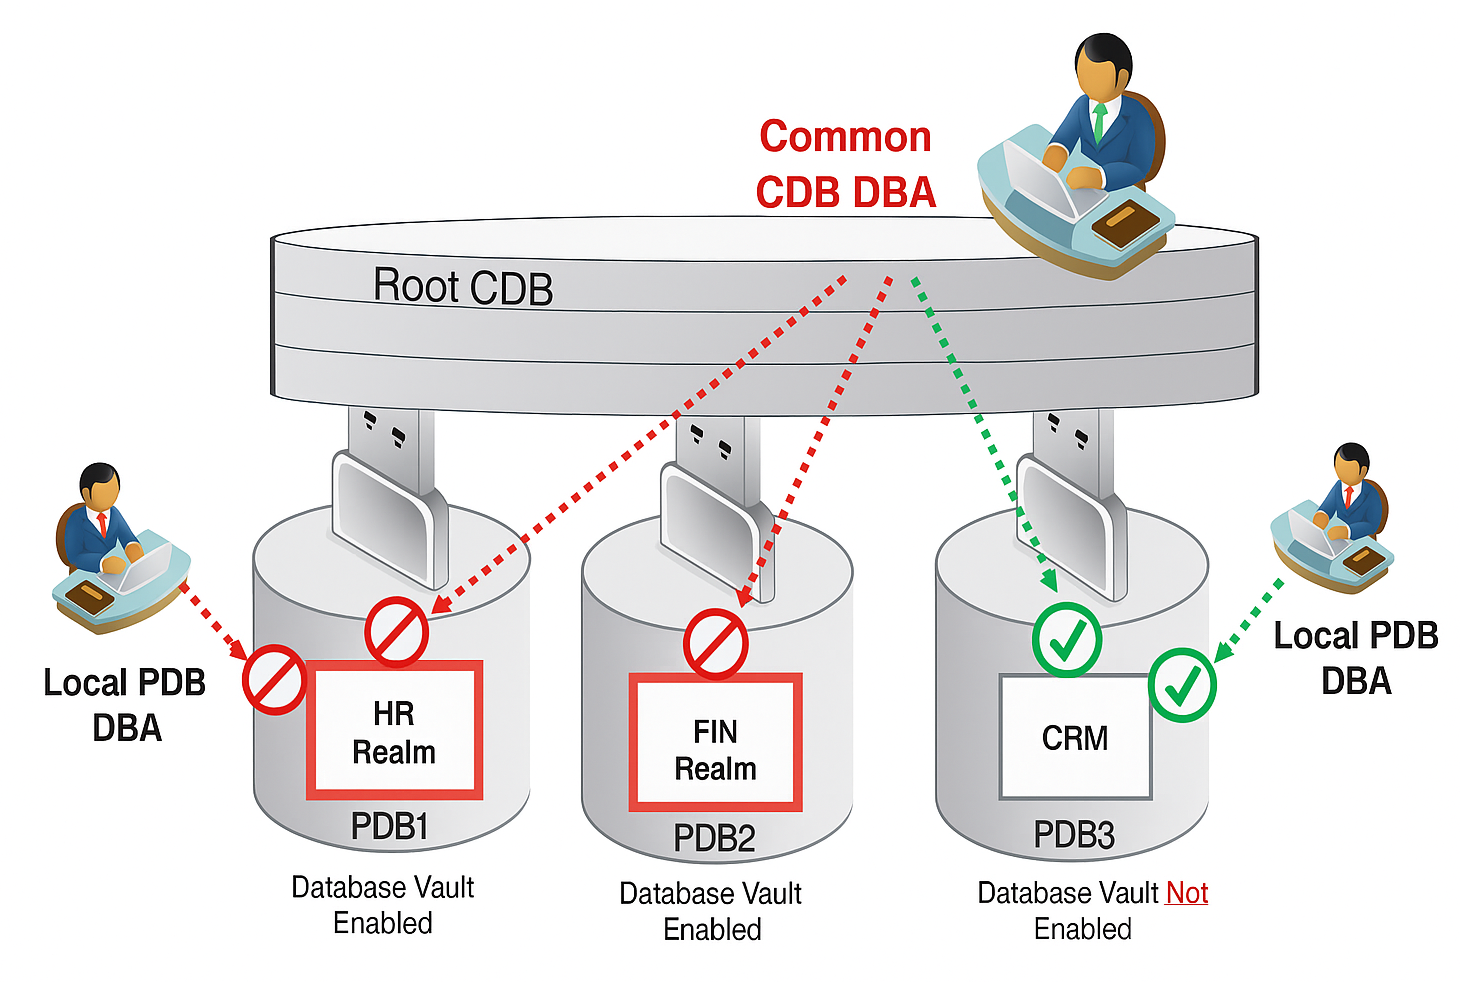 Common
CDB DBA
Root CDB
Local PDB
DBA
Local PDB
DBA
HR
Realm
FIN
Realm
CRM
PDB1
PDB2
PDB3
Database Vault
Enabled
Database Vault
Enabled
Database Vault Not
Enabled